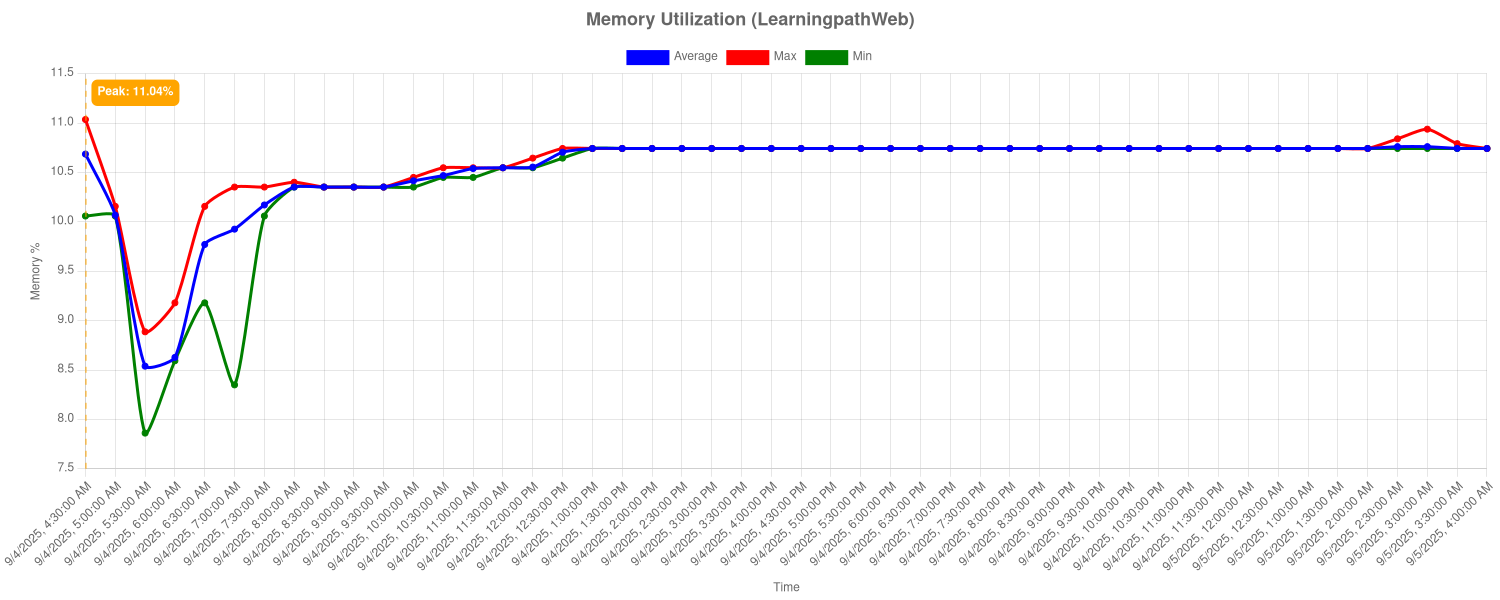 Memory Utilization (LearningpathWeb)
Average Max Min
Peak: 11.04%
Memory %
11.5
11.0
10.5
10.0
9.5
9.0
8.5
8.0
7.5
9/4/2025, 4:30:00 AM
9/4/2025, 5:00:00 AM
9/4/2025, 5:30:00 AM
9/4/2025, 6:00:00 AM
9/4/2025, 6:30:00 AM
9/4/2025, 7:00:00 AM
9/4/2025, 7:30:00 AM
9/4/2025, 8:00:00 AM
9/4/2025, 8:30:00 AM
9/4/2025, 9:00:00 AM
9/4/2025, 9:30:00 AM
9/4/2025, 10:00:00 AM
9/4/2025, 10:30:00 AM
9/4/2025, 11:00:00 AM
9/4/2025, 11:30:00 AM
9/4/2025, 12:00:00 PM
9/4/2025, 12:30:00 PM
9/4/2025, 1:00:00 PM
9/4/2025, 1:30:00 PM
9/4/2025, 2:00:00 PM
9/4/2025, 2:30:00 PM
9/4/2025, 3:00:00 PM
9/4/2025, 3:30:00 PM
9/4/2025, 4:00:00 PM
9/4/2025, 4:30:00 PM
9/4/2025, 5:00:00 PM
9/4/2025, 5:30:00 PM
9/4/2025, 6:00:00 PM
9/4/2025, 6:30:00 PM
9/4/2025, 7:00:00 PM
9/4/2025, 7:30:00 PM
9/4/2025, 8:00:00 PM
9/4/2025, 8:30:00 PM
9/4/2025, 9:00:00 PM
9/4/2025, 9:30:00 PM
9/4/2025, 10:00:00 PM
9/4/2025, 10:30:00 PM
9/4/2025, 11:00:00 PM
9/4/2025, 11:30:00 PM
9/5/2025, 12:00:00 AM
9/5/2025, 12:30:00 AM
9/5/2025, 1:00:00 AM
9/5/2025, 1:30:00 AM
9/5/2025, 2:00:00 AM
9/5/2025, 2:30:00 AM
9/5/2025, 3:00:00 AM
9/5/2025, 3:30:00 AM
9/5/2025, 4:00:00 AM
Time